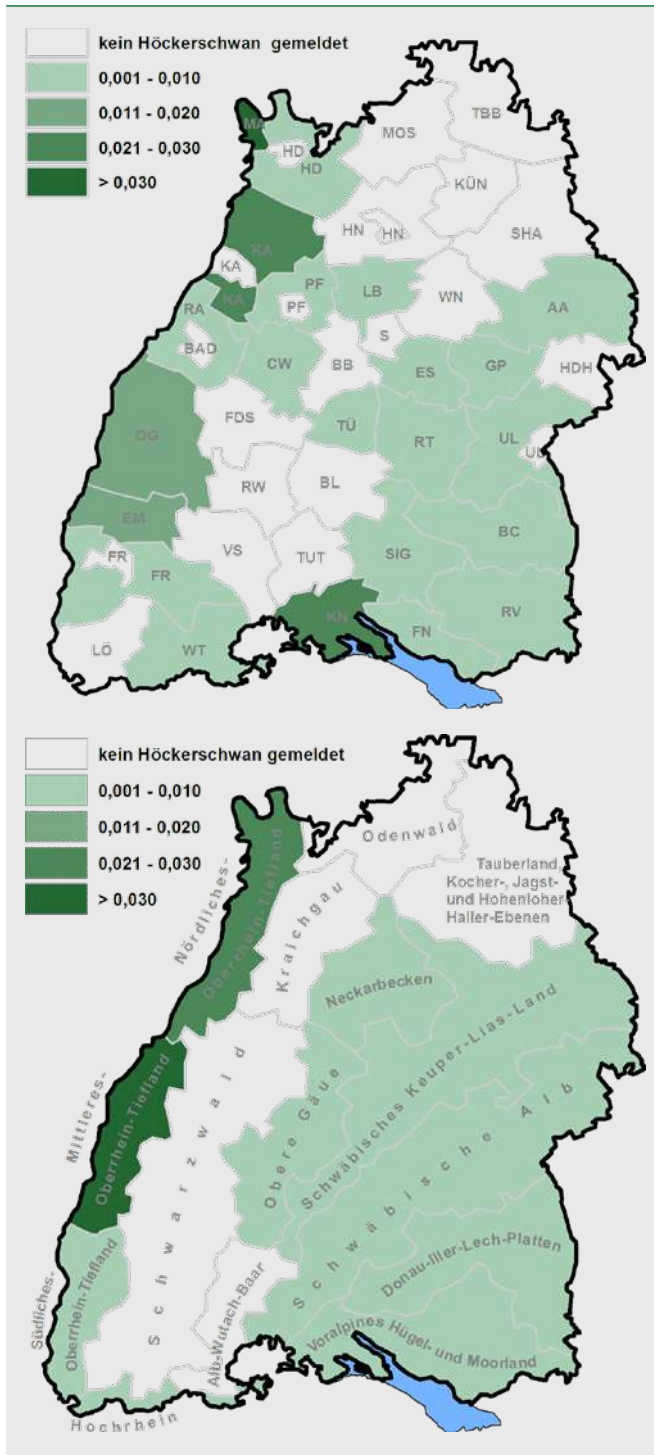 kein Höckerschwan gemeldet
0,001 - 0,010
0,011 - 0,020
0,021 - 0,030
> 0,030
MA
HD
HD
MOS
TBB
KÜN
HN
HN
SHA
KA
KA
KA
PF
PF
LB
WN
AA
RA
BAD
CW
BB
S
ES
GP
HDH
OG
FDS
TÜ
RT
UL
UL
RW
BL
EM
FR
FR
VS
TUT
SIG
BC
LÖ
WT
KN
FN
RV
kein Höckerschwan gemeldet
0,001 - 0,010
0,011 - 0,020
0,021 - 0,030
> 0,030
Odenwald
Tauberland,
Kocher-, Jagst-
und Hohenloher-
Haller-Ebenen
Nördliches-
Oberrhein-Tiefland
Kraichgau
Neckarbecken
Schwäbisches Keuper-Lias-Land
Mittleres-
Oberrhein-Tiefland
Schwarzwald
Obere Gäue
Schwäbische Alb
Donau-Iller-Lech-Platten
Südliches-
Oberrhein-Tiefland
Alb-Wutach-Baar
Voralpines Hügel- und Moorland
Hochrhein